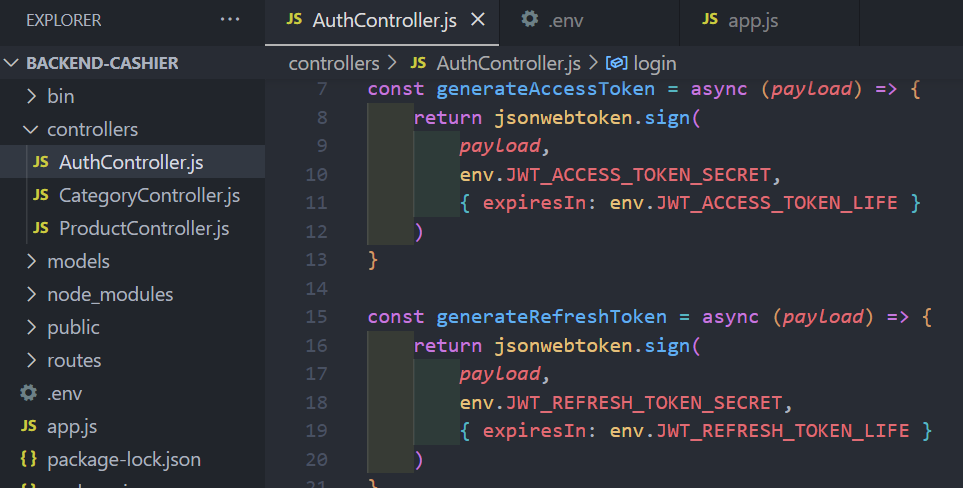 EXPLORER ...
BACKEND-CASHIER
bin
controllers
JS AuthController.js
JS CategoryController.js
JS ProductController.js
models
node_modules
public
routes
.env
JS app.js
{} package-lock.json
JS AuthController.js × .env JS app.js
controllers > JS AuthController.js > login
7 const generateAccessToken = async (payload) => {
8 return jsonwebtoken.sign(
9 payload,
10 env.JWT_ACCESS_TOKEN_SECRET,
11 { expiresIn: env.JWT_ACCESS_TOKEN_LIFE }
12 )
13 }
14
15 const generateRefreshToken = async (payload) => {
16 return jsonwebtoken.sign(
17 payload,
18 env.JWT_REFRESH_TOKEN_SECRET,
19 { expiresIn: env.JWT_REFRESH_TOKEN_LIFE }
20 )
21 }